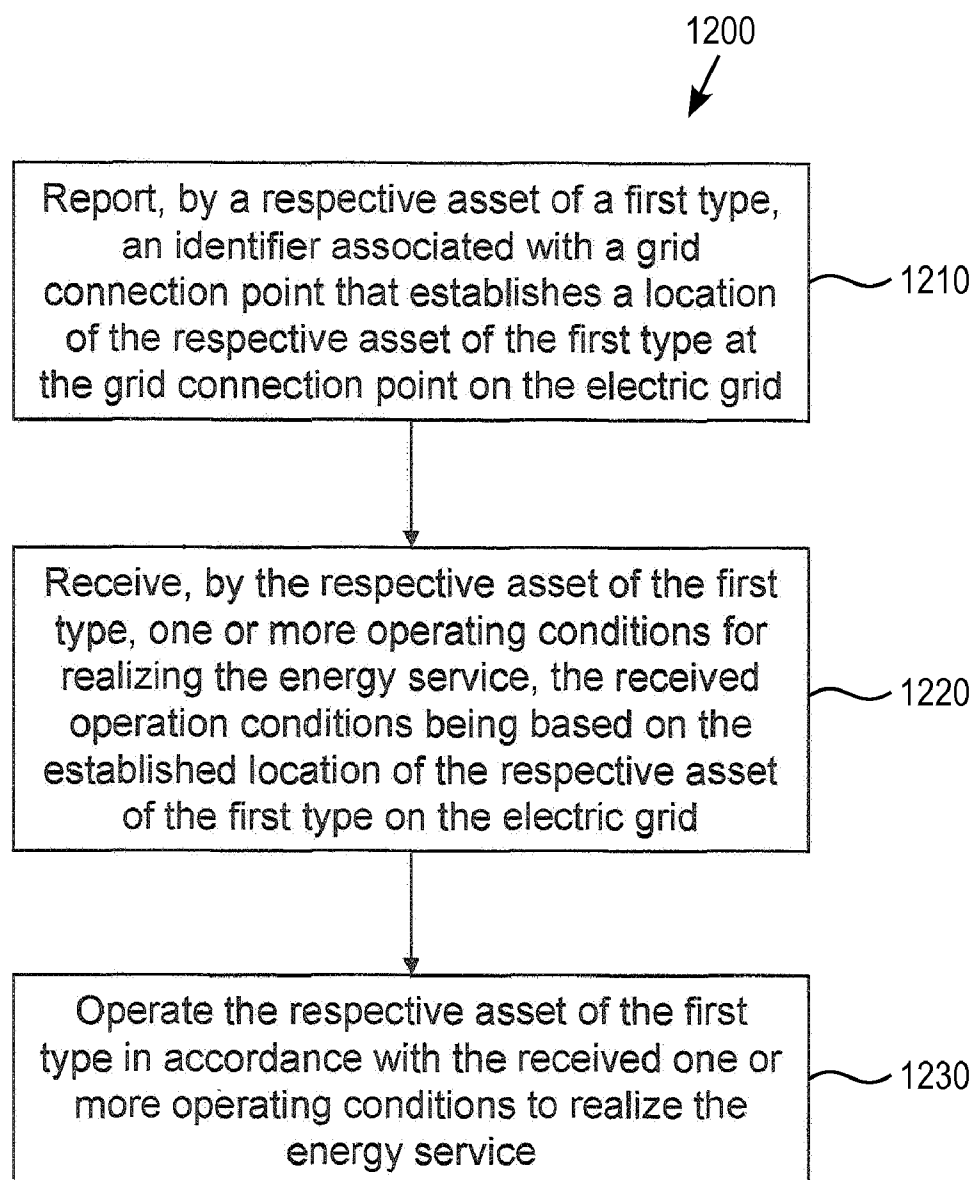 1200
Report, by a respective asset of a first type,
an identifier associated with a grid
connection point that establishes a location
of the respective asset of the first type at
the grid connection point on the electric grid
1210
Receive, by the respective asset of the first
type, one or more operating conditions for
realizing the energy service, the received
operation conditions being based on the
established location of the respective asset
of the first type on the electric grid
1220
Operate the respective asset of the first
type in accordance with the received one or
more operating conditions to realize the
energy service
1230